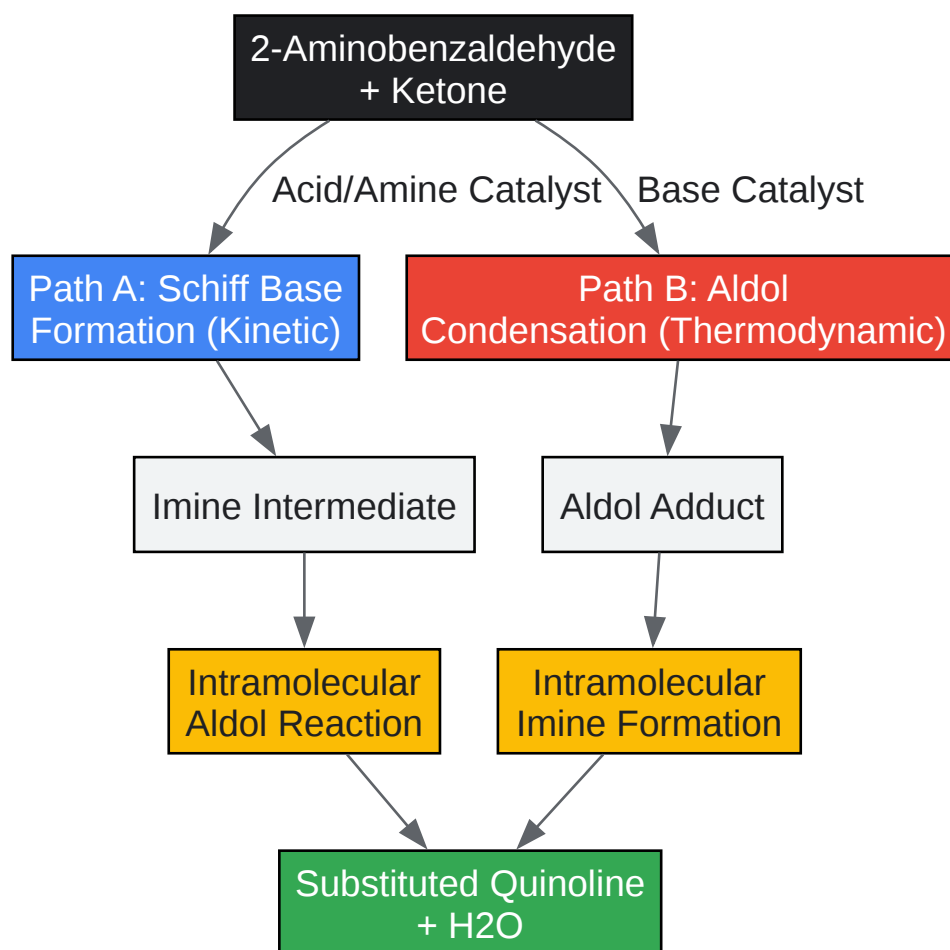 2-Aminobenzaldehyde
+ Ketone
Acid/Amine Catalyst
Base Catalyst
Path A: Schiff Base
Formation (Kinetic)
Path B: Aldol
Condensation (Thermodynamic)
Imine Intermediate
Aldol Adduct
Intramolecular
Aldol Reaction
Intramolecular
Imine Formation
Substituted Quinoline
+ H2O